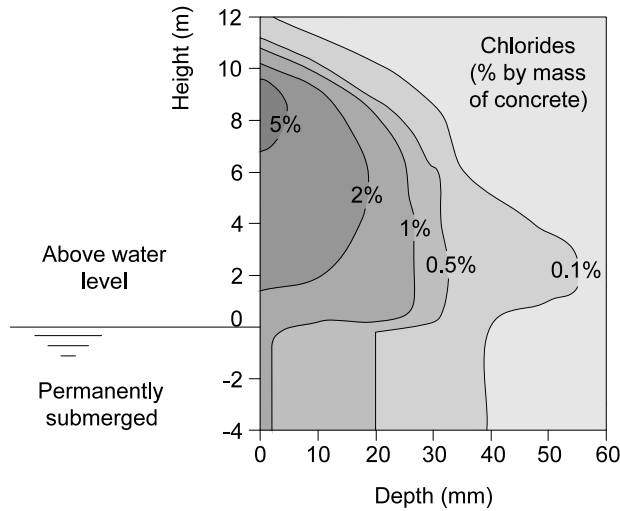 Chlorides
(% by mass
of concrete)
Height (m)
12
10
8
6
4
2
0
-2
-4
5%
2%
1%
0.5%
0.1%
Above water
level
Permanently
submerged
0
10
20
30
40
50
60
Depth (mm)